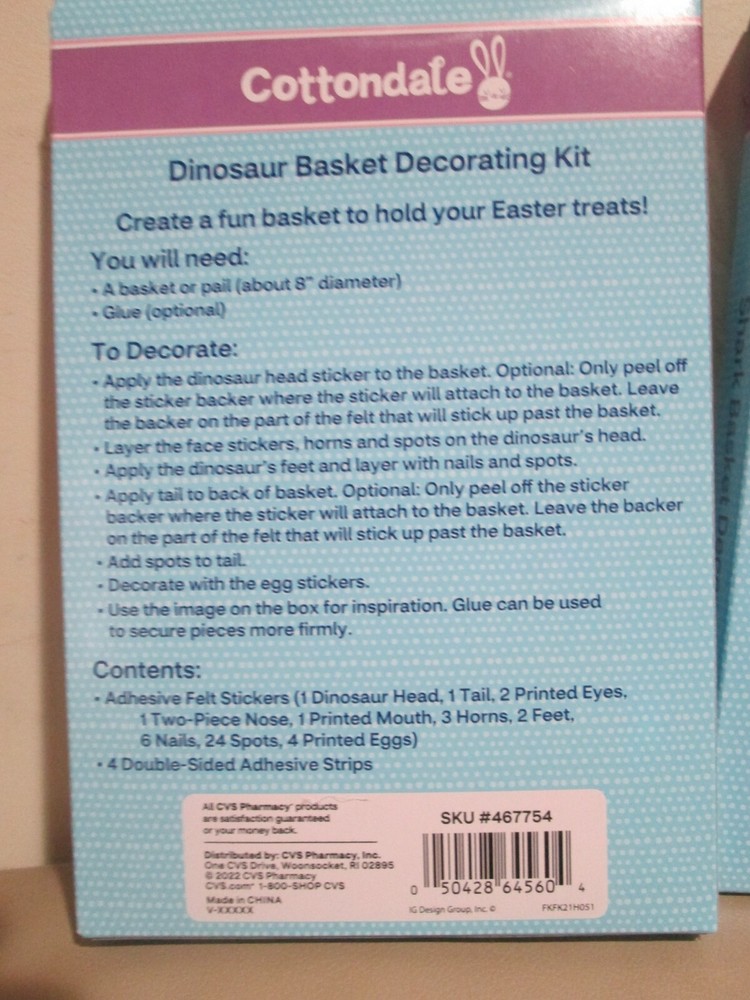 Cottondale
Dinosaur Basket Decorating Kit
Create a fun basket to hold your Easter treats!
You will need:
• A basket or pail (about 8" diameter)
• Glue (optional)
To Decorate:
• Apply the dinosaur head sticker to the basket. Optional: Only peel off
the sticker backer where the sticker will attach to the basket. Leave
the backer on the part of the felt that will stick up past the basket.
• Layer the face stickers, horns and spots on the dinosaur's head.
• Apply the dinosaur's feet and layer with nails and spots.
• Apply tail to back of basket. Optional: Only peel off the sticker
backer where the sticker will attach to the basket. Leave the backer
on the part of the felt that will stick up past the basket.
• Add spots to tail.
• Decorate with the egg stickers.
• Use the image on the box for inspiration. Glue can be used
to secure pieces more firmly.
Contents:
• Adhesive Felt Stickers (1 Dinosaur Head, 1 Tail, 2 Printed Eyes,
1 Two-Piece Nose, 1 Printed Mouth, 3 Horns, 2 Feet,
6 Nails, 24 Spots, 4 Printed Eggs)
• 4 Double-Sided Adhesive Strips
All CVS Pharmacy® products
are satisfaction guaranteed
or your money back.
Distributed by: CVS Pharmacy, Inc.
One CVS Drive, Woonsocket, RI 02895
© 2022 CVS Pharmacy
CVS.com® 1-800-SHOP CVS
Made in CHINA
V-XXXXX
SKU #467754
0 50428 64560 4
IG Design Group, Inc. ©
FKFK21H051
Shark Basket Deco